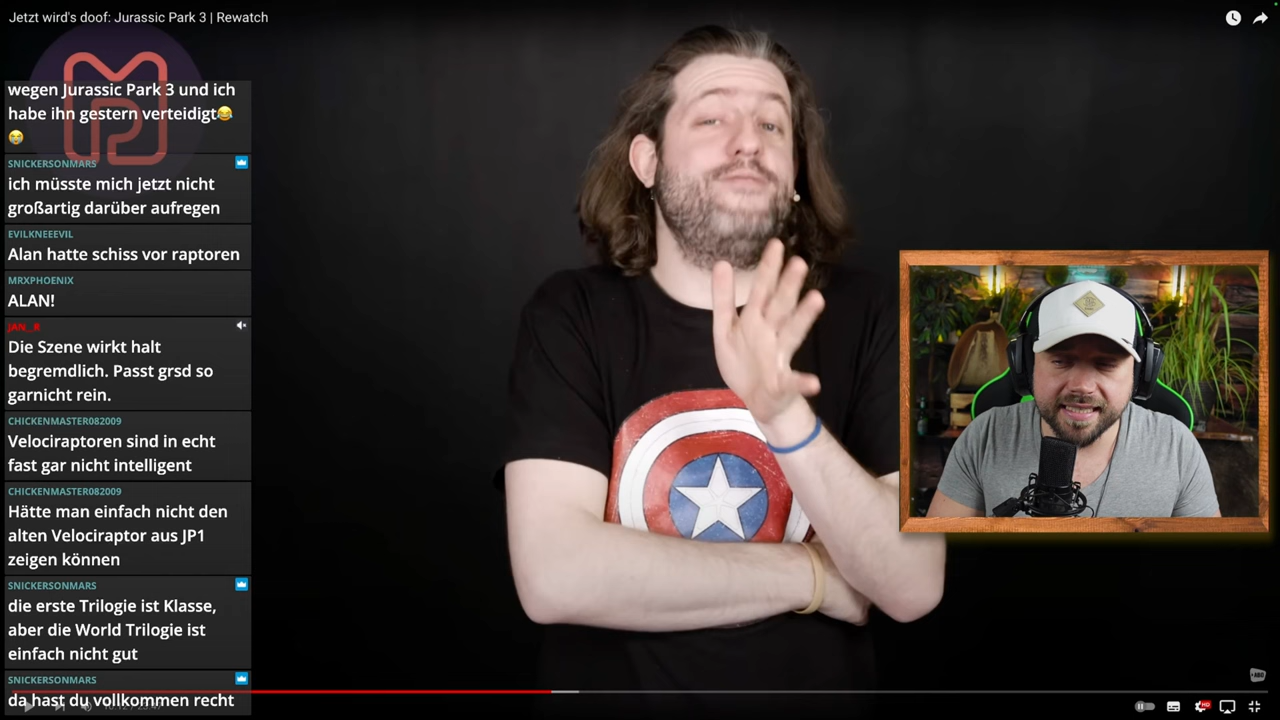 Jetzt wird's doof: Jurassic Park 3 | Rewatch
wegen Jurassic Park 3 und ich
habe ihn gestern verteidigt😂
😭
SNICKERSONMARS
ich müsste mich jetzt nicht
großartig darüber aufregen
EVILKNEEEVIL
Alan hatte schiss vor raptoren
MRXPHOENIX
ALAN!
JAN__K
Die Szene wirkt halt
begremdlich. Passt grsd so
garnicht rein.
CHICKENMASTER082009
Velociraptoren sind in echt
fast gar nicht intelligent
CHICKENMASTER082009
Hätte man einfach nicht den
alten Velociraptor aus JP1
zeigen können
SNICKERSONMARS
die erste Trilogie ist Klasse,
aber die World Trilogie ist
einfach nicht gut
SNICKERSONMARS
da hast du vollkommen recht
HD